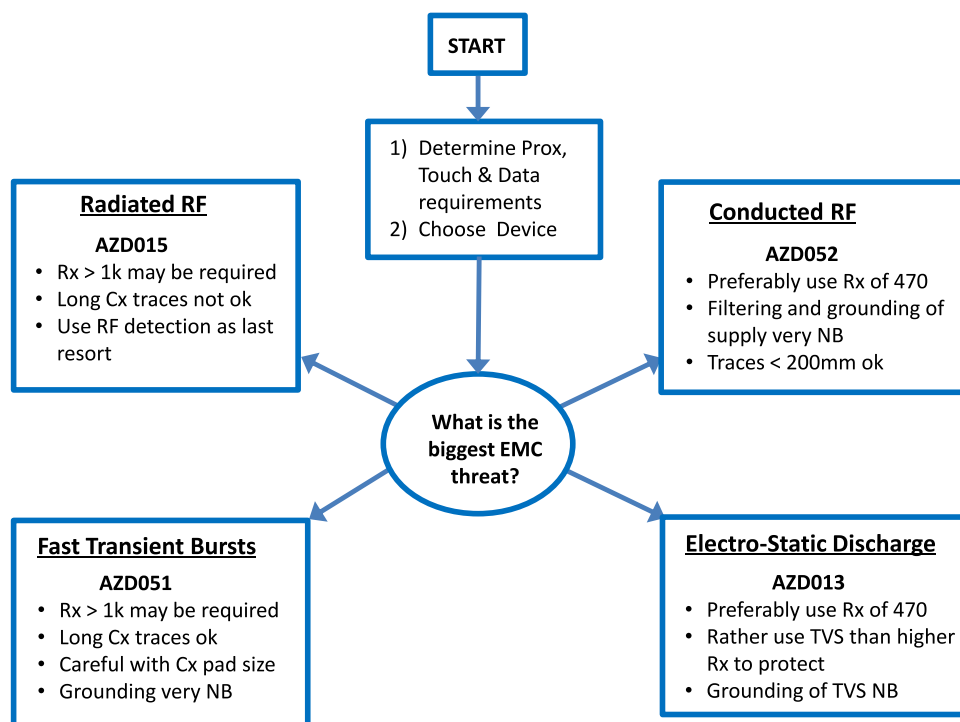 START
1) Determine Prox,
Touch & Data
requirements
2) Choose Device
Radiated RF
AZD015
• Rx > 1k may be required
• Long Cx traces not ok
• Use RF detection as last
resort
Conducted RF
AZD052
• Preferably use Rx of 470
• Filtering and grounding of
supply very NB
• Traces < 200mm ok
What is the
biggest EMC
threat?
Fast Transient Bursts
AZD051
• Rx > 1k may be required
• Long Cx traces ok
• Careful with Cx pad size
• Grounding very NB
Electro-Static Discharge
AZD013
• Preferably use Rx of 470
• Rather use TVS than higher
Rx to protect
• Grounding of TVS NB